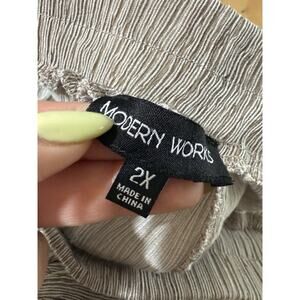 MODERN WORKS
2X
MADE IN
CHINA